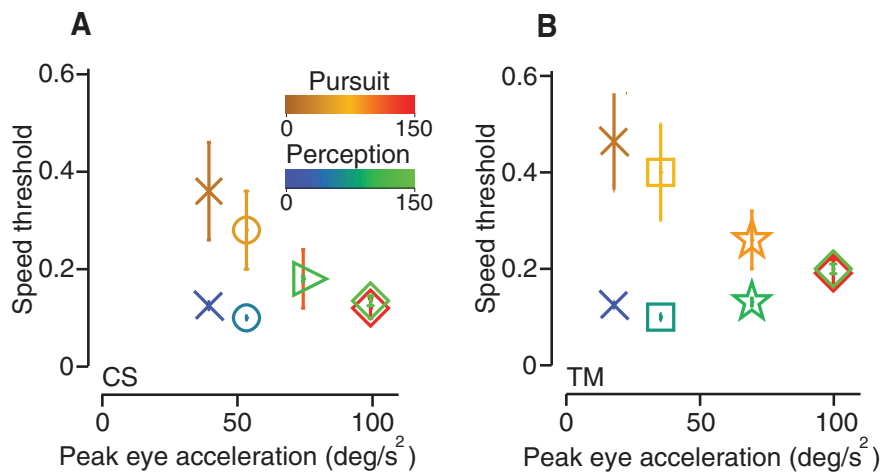 A
0.6
0.4
0.2
0
Speed threshold
Pursuit
0
150
Perception
0
150
CS
0
50
100
Peak eye acceleration (deg/s²)
B
0.6
0.4
0.2
0
Speed threshold
TM
0
50
100
Peak eye acceleration (deg/s²)